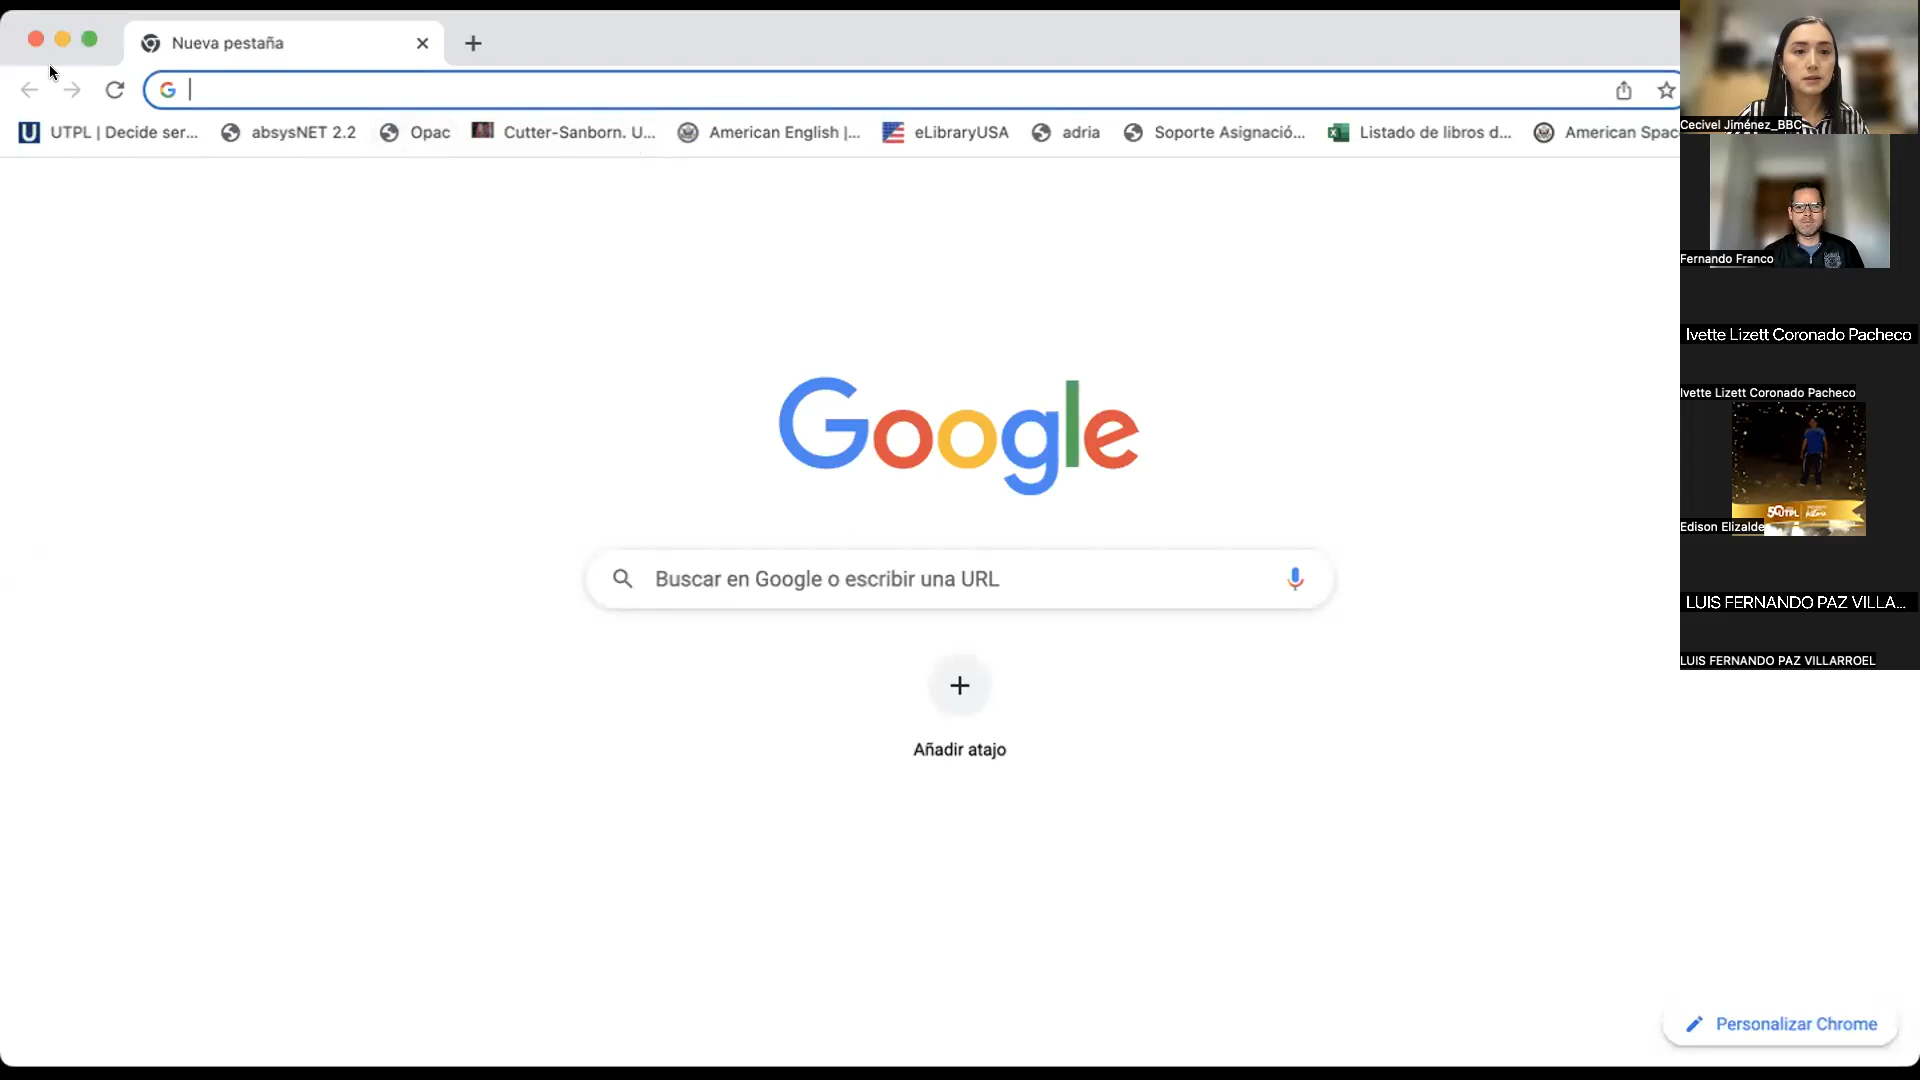 Nueva pestaña
UTPL | Decide ser...
absysNET 2.2
Opac
Cutter-Sanborn. U...
American English |...
eLibraryUSA
adria
Soporte Asignació...
Listado de libros d...
American Spac
Google
Buscar en Google o escribir una URL
Añadir atajo
Personalizar Chrome
Cecivel Jiménez_BBC
Fernando Franco
Ivette Lizett Coronado Pacheco
Ivette Lizett Coronado Pacheco
UTPL
Edison Elizalde
LUIS FERNANDO PAZ VILLA...
LUIS FERNANDO PAZ VILLARROEL